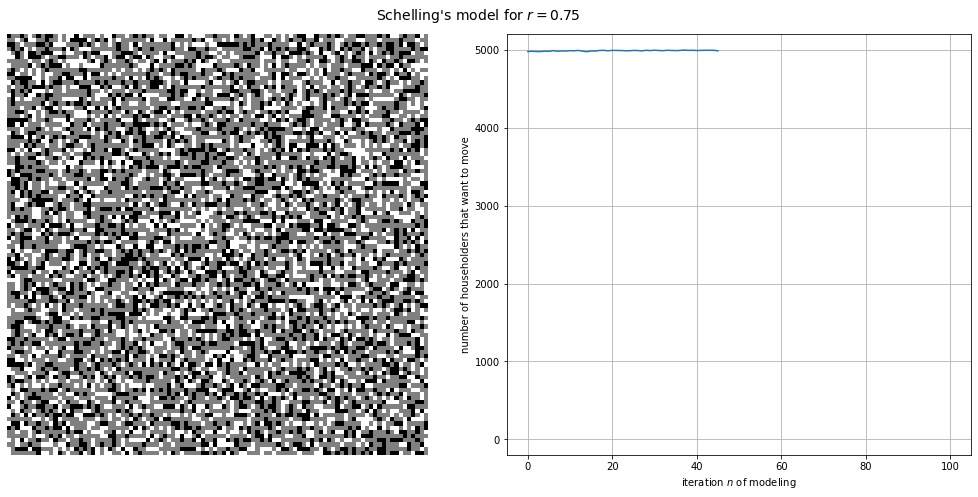 Schelling's model for r = 0.75
number of householders that want to move
5000
4000
3000
2000
1000
0
0 20 40 60 80 100
iteration n of modeling